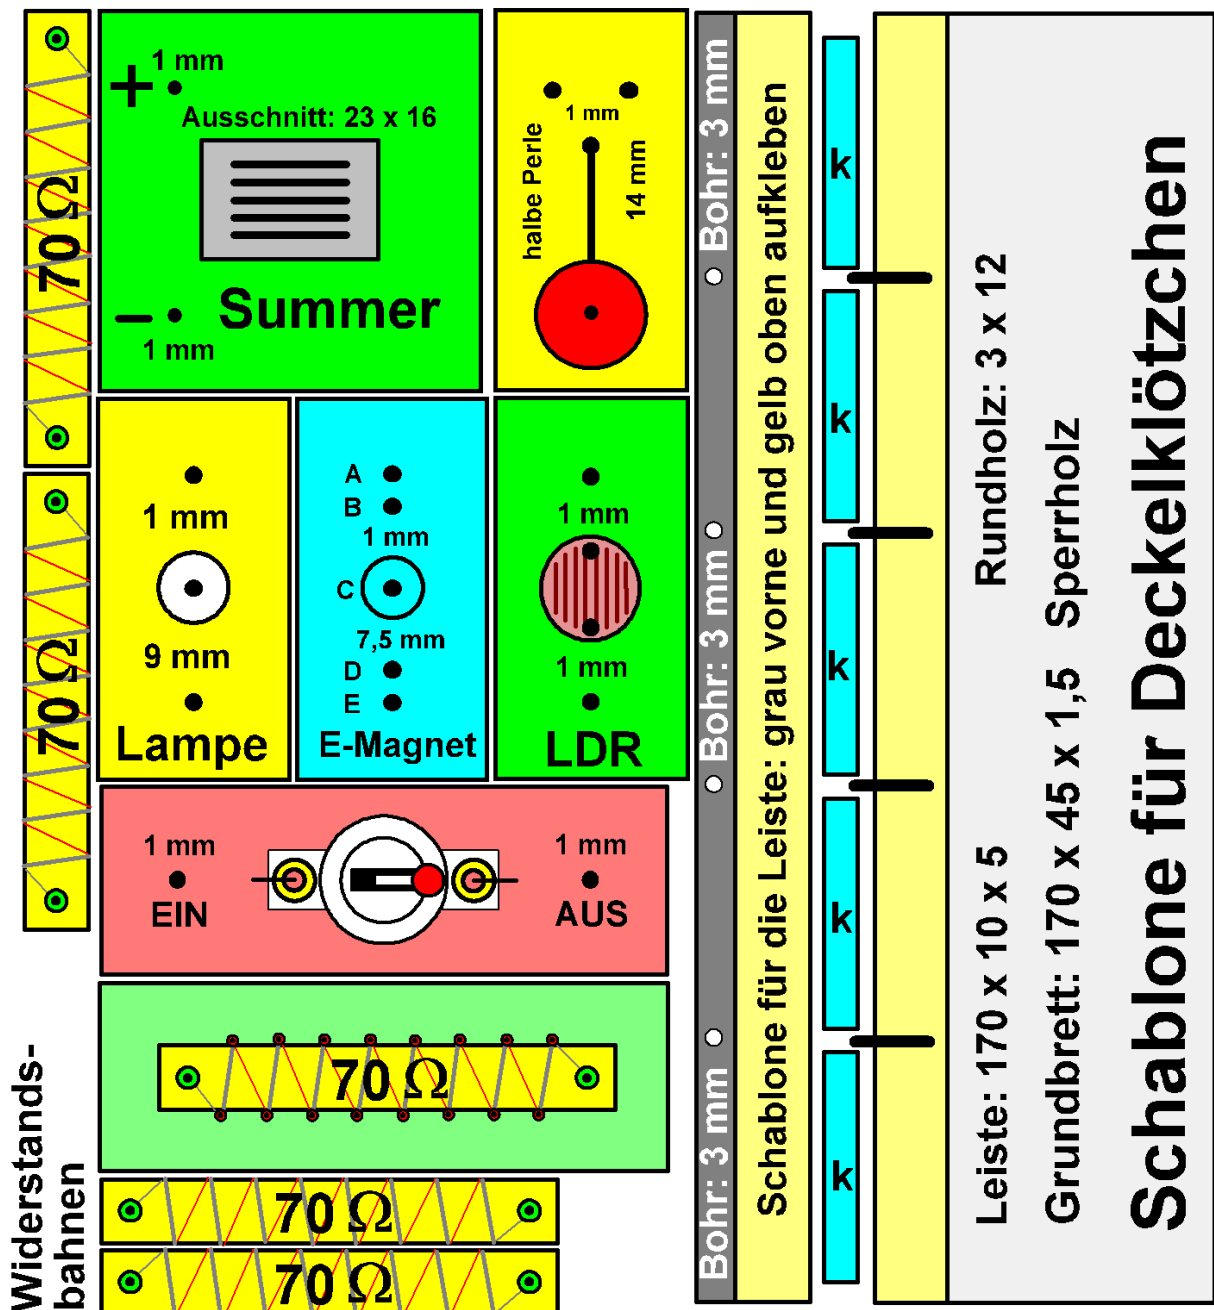 70 Ω
70 Ω
+
1 mm
Ausschnitt: 23 x 16
−
1 mm
Summer
1 mm
halbe Perle
14 mm
1 mm
9 mm
Lampe
A
B
1 mm
C
7,5 mm
D
E
E-Magnet
1 mm
1 mm
LDR
1 mm
EIN
1 mm
AUS
70 Ω
Widerstands-
bahnen
70 Ω
70 Ω
Bohr: 3 mm
Bohr: 3 mm
Bohr: 3 mm
Schablone für die Leiste: grau vorne und gelb oben aufkleben
k
k
k
k
k
Leiste: 170 x 10 x 5 Rundholz: 3 x 12
Grundbrett: 170 x 45 x 1,5 Sperrholz
Schablone für Deckelklötzchen